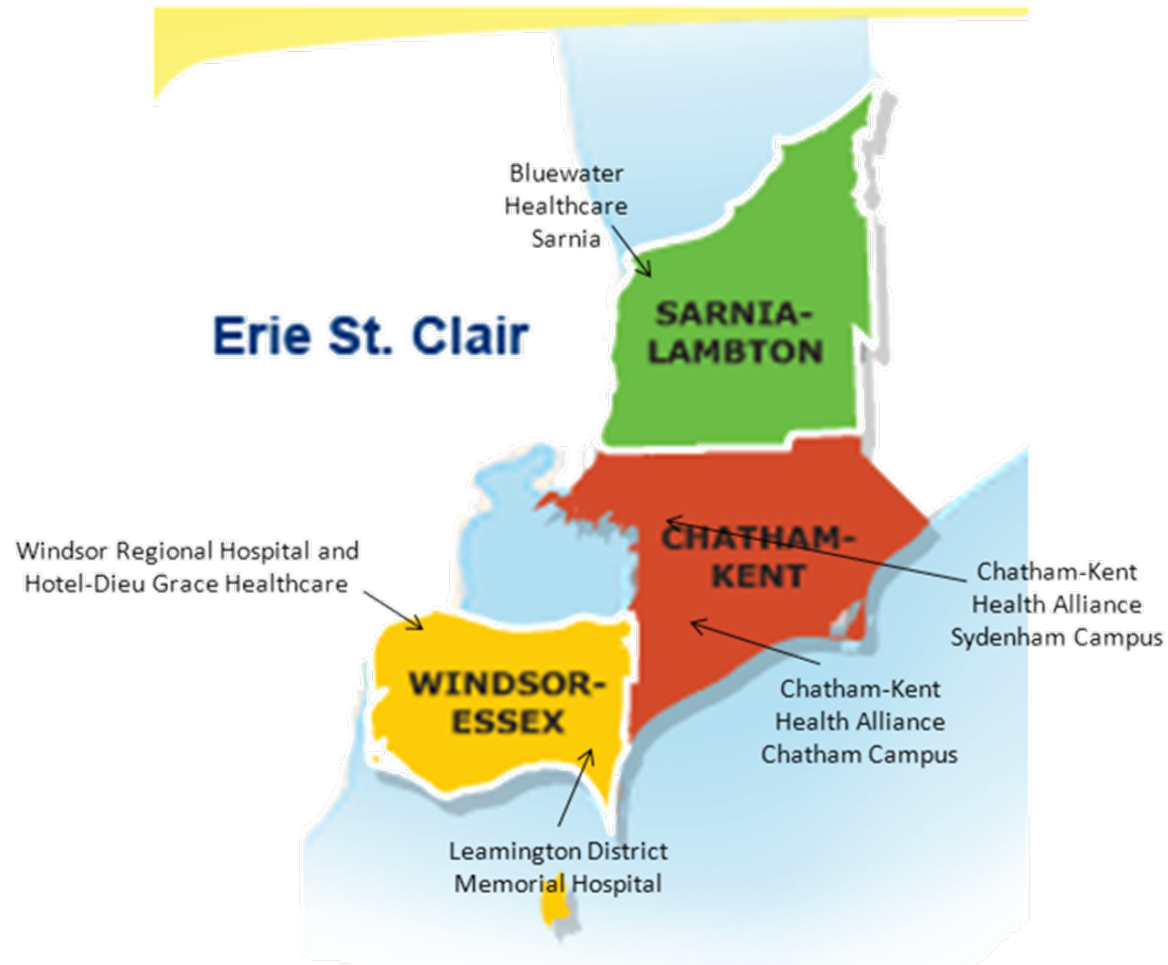 Bluewater
Healthcare
Sarnia
SARNIA-
LAMBTON
Erie St. Clair
Windsor Regional Hospital and
Hotel-Dieu Grace Healthcare
CHATHAM-
KENT
Chatham-Kent
Health Alliance
Sydenham Campus
WINDSOR-
ESSEX
Chatham-Kent
Health Alliance
Chatham Campus
Leamington District
Memorial Hospital